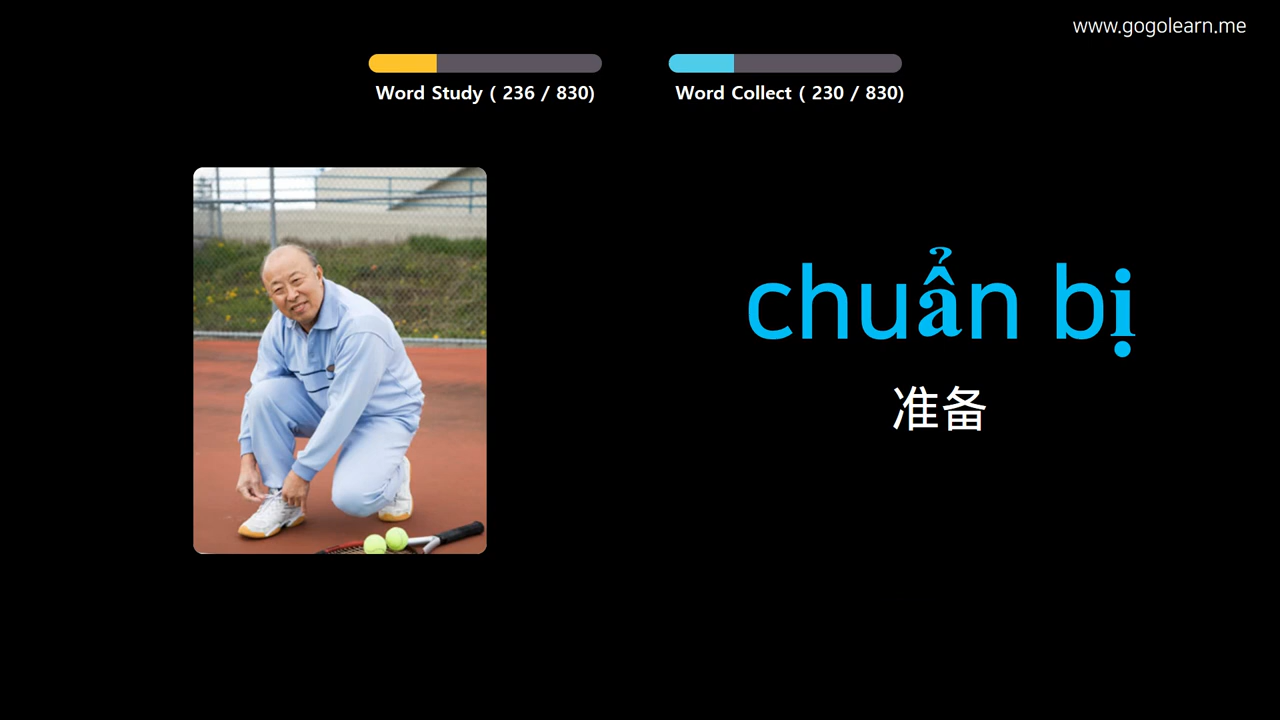 www.gogolearn.me
Word Study ( 236 / 830)
Word Collect ( 230 / 830)
chuẩn bị
准备